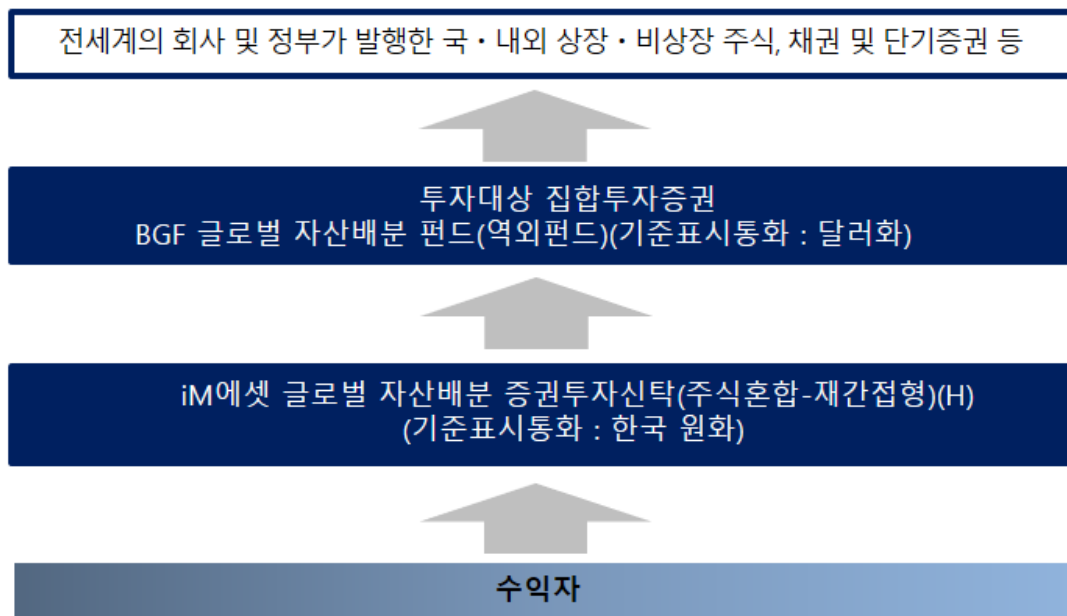 전세계의 회사 및 정부가 발행한 국・내외 상장・비상장 주식, 채권 및 단기증권 등
투자대상 집합투자증권
BGF 글로벌 자산배분 펀드(역외펀드)(기준표시통화 : 달러화)
iM에셋 글로벌 자산배분 증권투자신탁(주식혼합-재간접형)(H)
(기준표시통화 : 한국 원화)
수익자